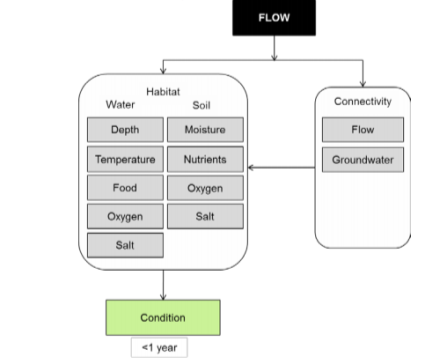 FLOW
Habitat
Water Soil
Depth
Temperature
Food
Oxygen
Salt
Moisture
Nutrients
Oxygen
Salt
Connectivity
Flow
Groundwater
Condition
<1 year